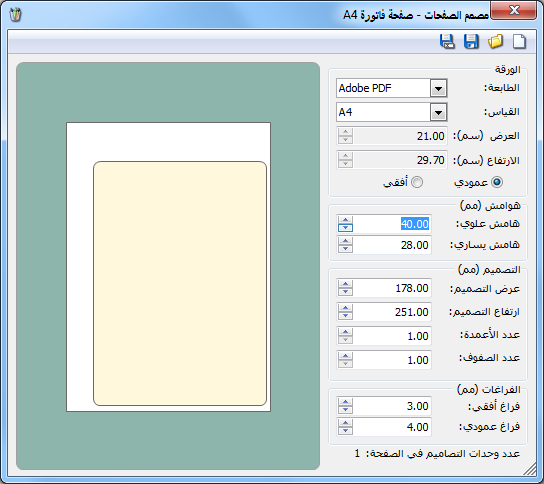 مصمم الصفحات - صفحة فاتورة A4
الورقة
الطابعة: Adobe PDF
القياس: A4
العرض (سم): 21.00
الارتفاع (سم): 29.70
عمودي أفقي
هوامش (مم)
هامش علوي: 40.00
هامش يساري: 28.00
التصميم (مم)
عرض التصميم: 178.00
ارتفاع التصميم: 251.00
عدد الأعمدة: 1.00
عدد الصفوف: 1.00
الفراغات (مم)
فراغ أفقي: 3.00
فراغ عمودي: 4.00
عدد وحدات التصاميم في الصفحة: 1